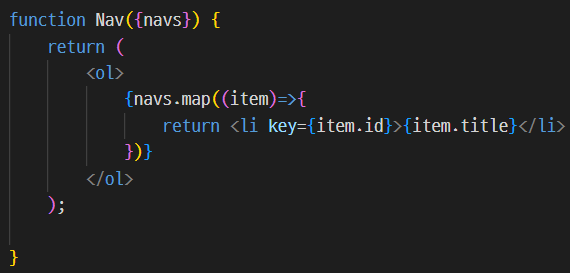 function Nav({navs}) {
return (
<ol>
{navs.map((item)=>{
return <li key={item.id}>{item.title}</li>
})}
</ol>
);
}